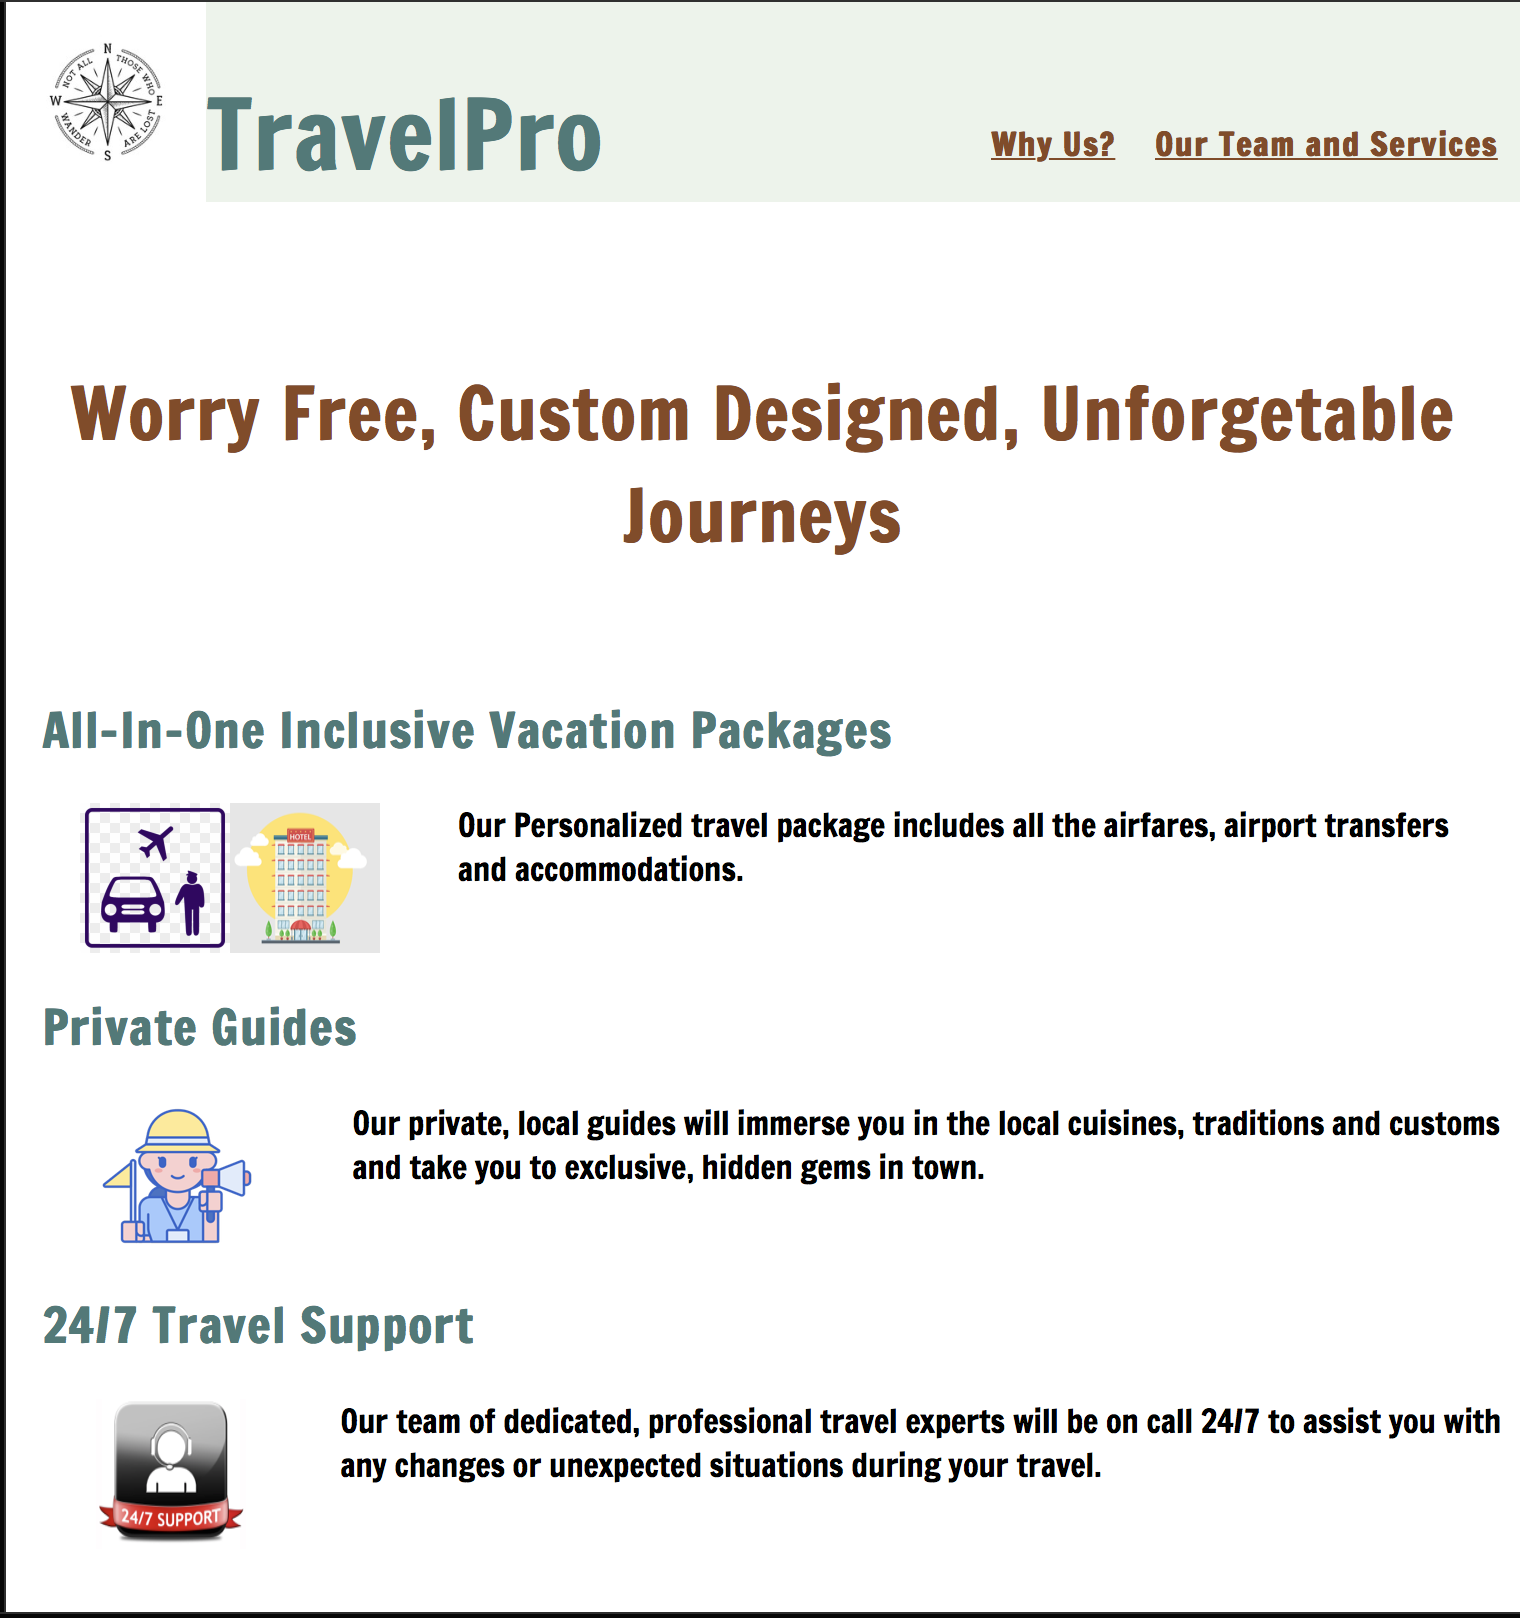 N
NOT ALL THOSE WHO
W E
WANDER ARE LOST
S
TravelPro
Why Us? Our Team and Services
Worry Free, Custom Designed, Unforgetable
Journeys
All-In-One Inclusive Vacation Packages
HOTEL
Our Personalized travel package includes all the airfares, airport transfers
and accommodations.
Private Guides
Our private, local guides will immerse you in the local cuisines, traditions and customs
and take you to exclusive, hidden gems in town.
24/7 Travel Support
24/7 SUPPORT
Our team of dedicated, professional travel experts will be on call 24/7 to assist you with
any changes or unexpected situations during your travel.